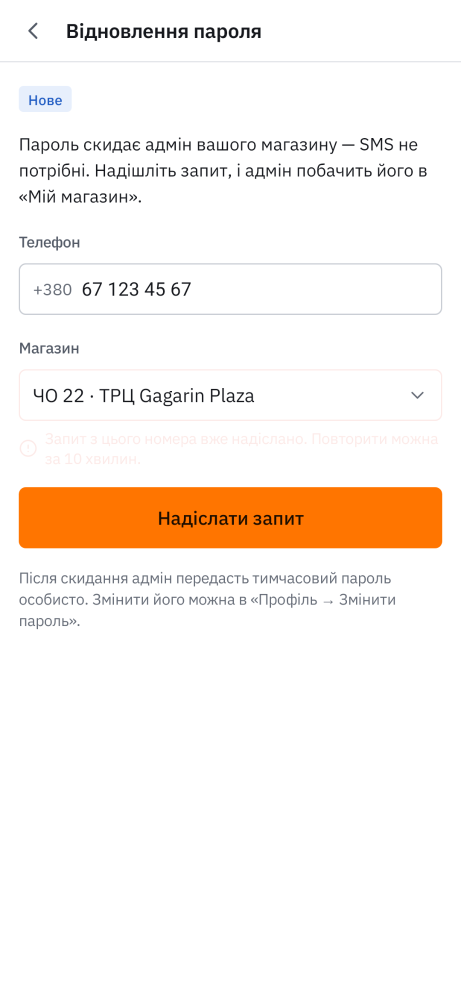 Відновлення пароля
Нове
Пароль скидає адмін вашого магазину — SMS не
потрібні. Надішліть запит, і адмін побачить його в
«Мій магазин».
Телефон
+380 67 123 45 67
Магазин
ЧО 22 · ТРЦ Gagarin Plaza
Запит з цього номера вже надіслано. Повторити можна
за 10 хвилин.
Надіслати запит
Після скидання адмін передасть тимчасовий пароль
особисто. Змінити його можна в «Профіль → Змінити
пароль».